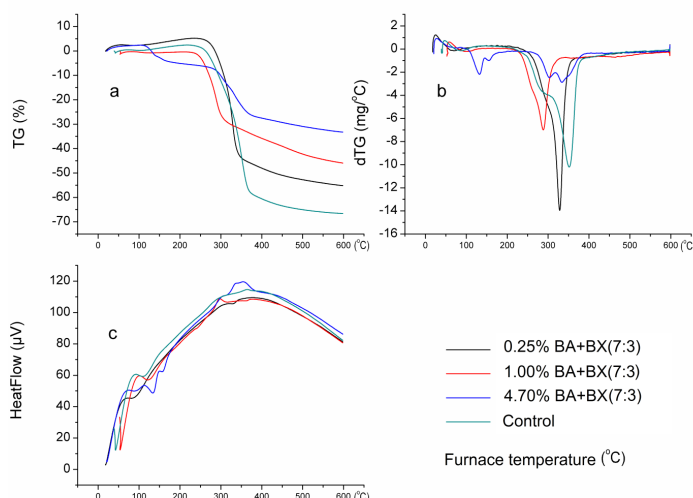 10
0
-10
-20
-30
-40
-50
-60
-70
TG (%)
a
0 100 200 300 400 500 600 (°C)
2
0
-2
-4
-6
-8
-10
-12
-14
-16
dTG (mg/°C)
b
0 100 200 300 400 500 600 (°C)
120
100
80
60
40
20
0
HeatFlow (µV)
c
0 100 200 300 400 500 600 (°C)
0.25% BA+BX(7:3)
1.00% BA+BX(7:3)
4.70% BA+BX(7:3)
Control
Furnace temperature (°C)